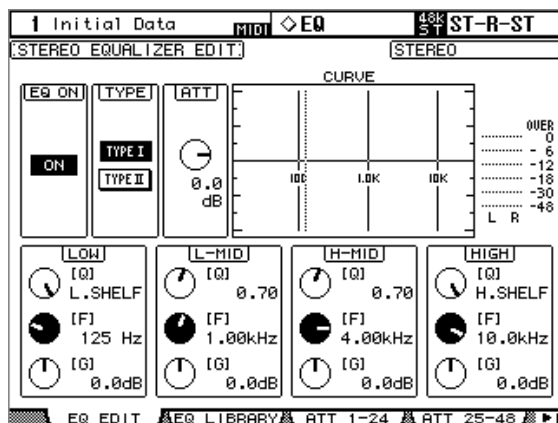 1 Initial Data MIDI ◇EQ 48K ST ST-R-ST
STEREO EQUALIZER EDIT STEREO
CURVE
EQ ON TYPE ATT
ON
TYPE I
TYPE II
0.0
dB
100 1.0K 10K
OVER
0
- 6
-12
-18
-30
-48
L R
LOW L-MID H-MID HIGH
[Q] [Q] [Q] [Q]
L.SHELF 0.70 0.70 H.SHELF
[F] [F] [F] [F]
125 Hz 1.00kHz 4.00kHz 10.0kHz
[G] [G] [G] [G]
0.0dB 0.0dB 0.0dB 0.0dB
EQ EDIT EQ LIBRARY ATT 1-24 ATT 25-48